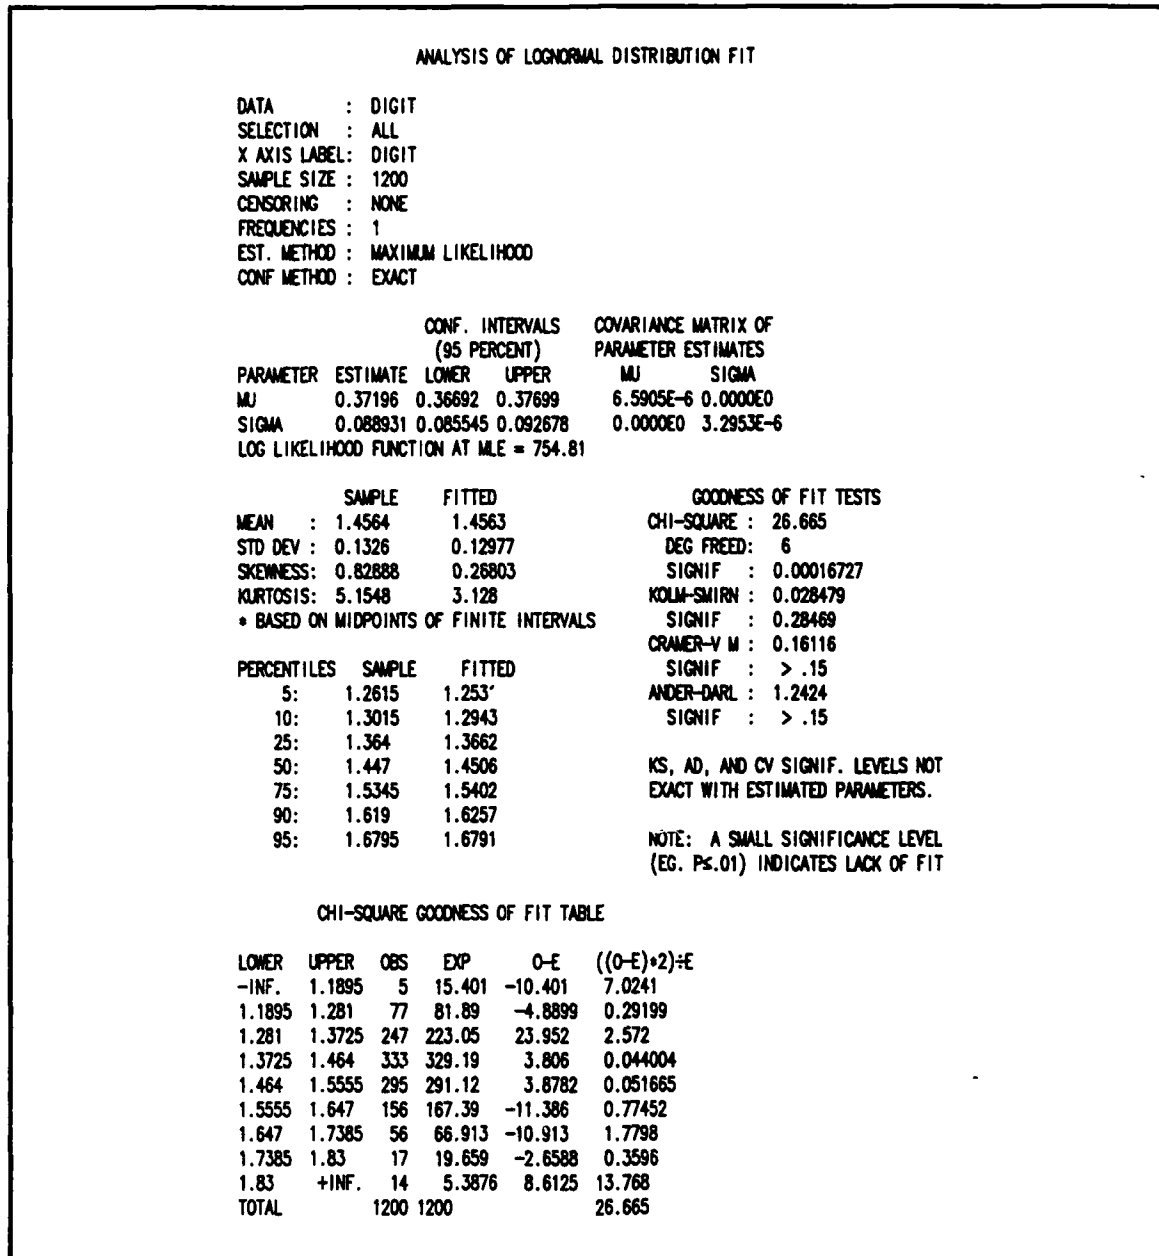 ANALYSIS OF LOGNORMAL DISTRIBUTION FIT
DATA : DIGIT
SELECTION : ALL
X AXIS LABEL: DIGIT
SAMPLE SIZE : 1200
CENSORING : NONE
FREQUENCIES : 1
EST. METHOD : MAXIMUM LIKELIHOOD
CONF METHOD : EXACT
CONF. INTERVALS COVARIANCE MATRIX OF
(95 PERCENT) PARAMETER ESTIMATES
PARAMETER ESTIMATE LOWER UPPER MU SIGMA
MU 0.37196 0.36692 0.37699 6.5905E-6 0.0000E0
SIGMA 0.088931 0.085545 0.092678 0.0000E0 3.2953E-6
LOG LIKELIHOOD FUNCTION AT MLE = 754.81
SAMPLE FITTED
MEAN : 1.4564 1.4563
STD DEV : 0.1326 0.12977
SKEWNESS: 0.82888 0.26803
KURTOSIS: 5.1548 3.128
* BASED ON MIDPOINTS OF FINITE INTERVALS
PERCENTILES SAMPLE FITTED
5: 1.2615 1.253
10: 1.3015 1.2943
25: 1.364 1.3662
50: 1.447 1.4506
75: 1.5345 1.5402
90: 1.619 1.6257
95: 1.6795 1.6791
GOODNESS OF FIT TESTS
CHI-SQUARE : 26.665
DEG FREED: 6
SIGNIF : 0.00016727
KOLM-SMIRN : 0.028479
SIGNIF : 0.28469
CRAMER-V M : 0.16116
SIGNIF : > .15
ANDER-DARL : 1.2424
SIGNIF : > .15
KS, AD, AND CV SIGNIF. LEVELS NOT
EXACT WITH ESTIMATED PARAMETERS.
NOTE: A SMALL SIGNIFICANCE LEVEL
(EG. P≤.01) INDICATES LACK OF FIT
CHI-SQUARE GOODNESS OF FIT TABLE
LOWER UPPER OBS EXP O-E ((O-E)*2)÷E
-INF. 1.1895 5 15.401 -10.401 7.0241
1.1895 1.281 77 81.89 -4.8899 0.29199
1.281 1.3725 247 223.05 23.952 2.572
1.3725 1.464 333 329.19 3.806 0.044004
1.464 1.5555 295 291.12 3.8782 0.051665
1.5555 1.647 156 167.39 -11.386 0.77452
1.647 1.7385 56 66.913 -10.913 1.7798
1.7385 1.83 17 19.659 -2.6588 0.3596
1.83 +INF. 14 5.3876 8.6125 13.768
TOTAL 1200 1200 26.665